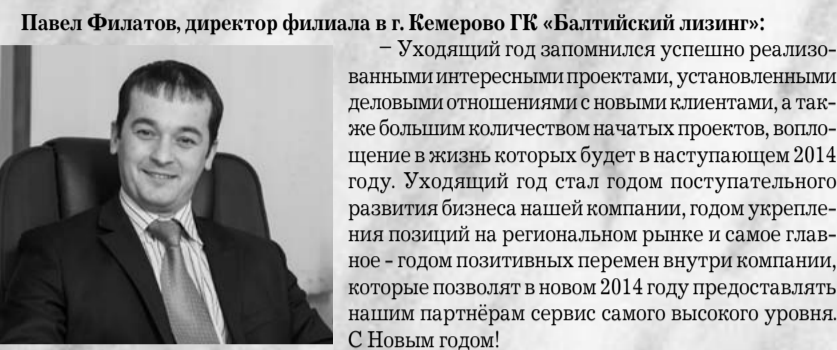 Павел Филатов, директор филиала в г. Кемерово ГК «Балтийский лизинг»:
– Уходящий год запомнился успешно реализо-
ванными интересными проектами, установленными
деловыми отношениями с новыми клиентами, а так-
же большим количеством начатых проектов, вопло-
щение в жизнь которых будет в наступающем 2014
году. Уходящий год стал годом поступательного
развития бизнеса нашей компании, годом укрепле-
ния позиций на региональном рынке и самое глав-
ное - годом позитивных перемен внутри компании,
которые позволят в новом 2014 году предоставлять
нашим партнёрам сервис самого высокого уровня.
С Новым годом!